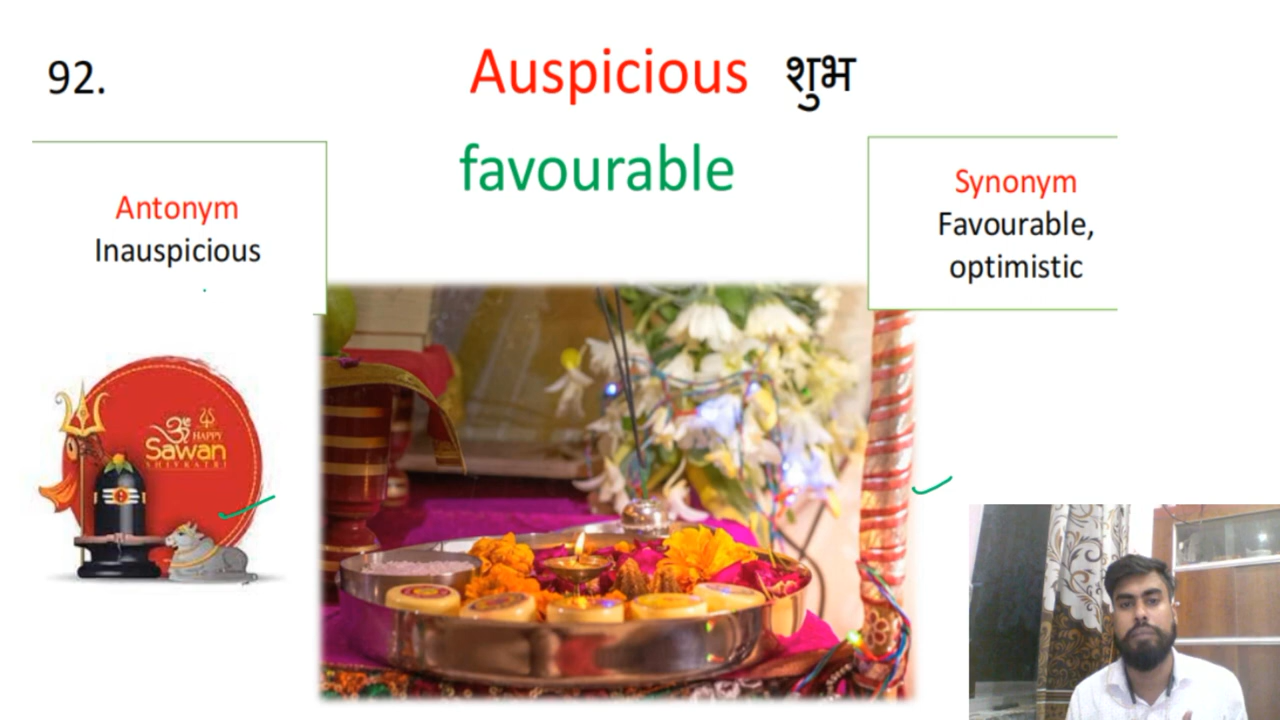 92.
Auspicious शुभ
favourable
Antonym
Inauspicious
Synonym
Favourable,
optimistic
ॐ
HAPPY
Sawan
SHIVRATRI